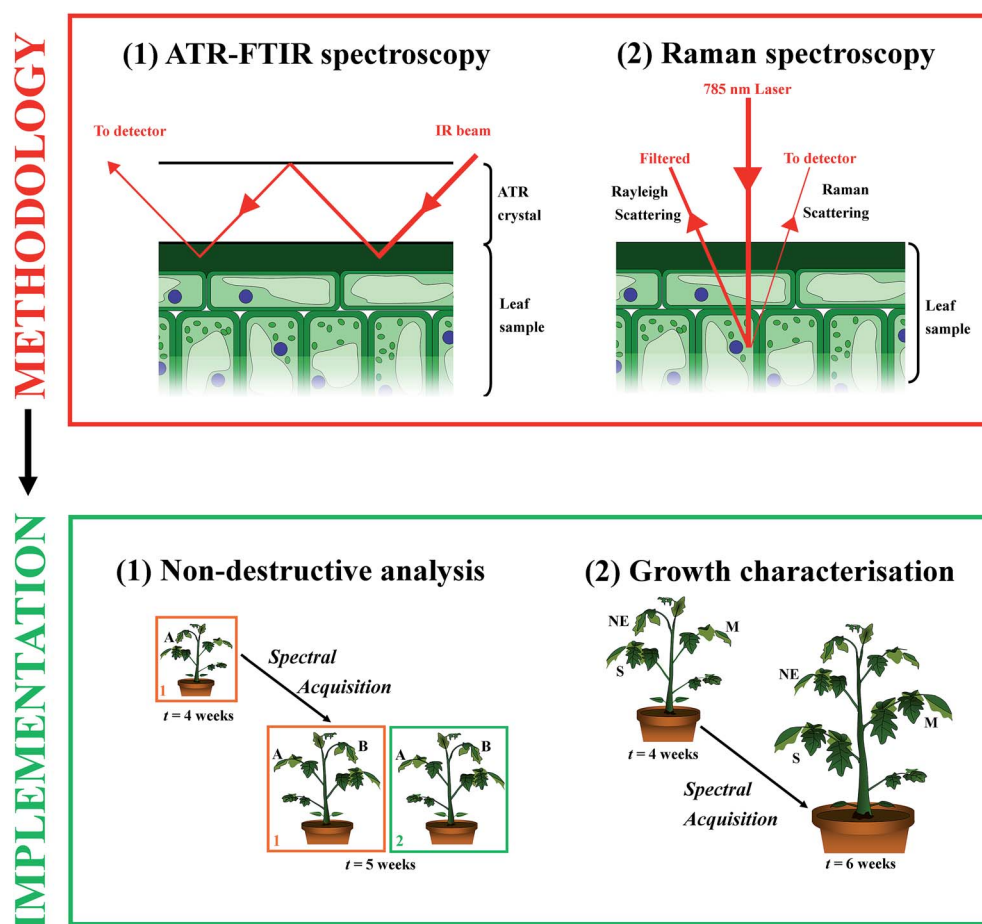 METHODOLOGY
(1) ATR-FTIR spectroscopy
To detector
IR beam
ATR
crystal
Leaf
sample
(2) Raman spectroscopy
785 nm Laser
Filtered
To detector
Rayleigh
Scattering
Raman
Scattering
Leaf
sample
IMPLEMENTATION
(1) Non-destructive analysis
A
1
t = 4 weeks
Spectral
Acquisition
A
B
1
A
B
2
t = 5 weeks
(2) Growth characterisation
NE
M
S
t = 4 weeks
Spectral
Acquisition
NE
M
S
t = 6 weeks